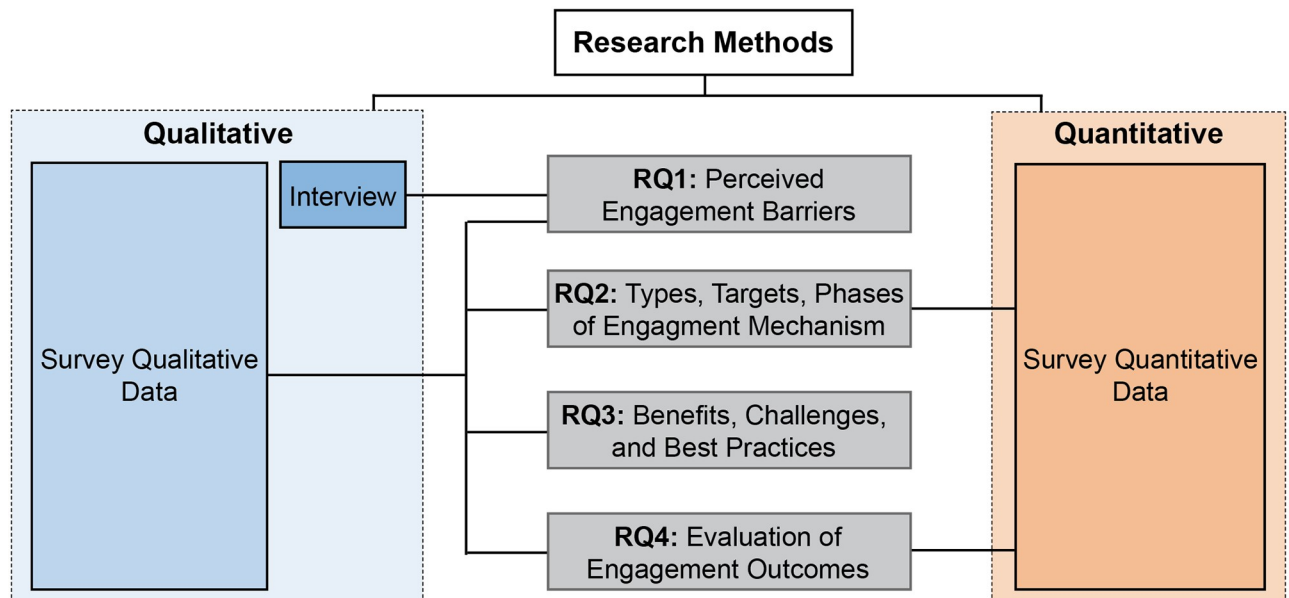 Research Methods
Qualitative
Quantitative
Interview
Survey Qualitative
Data
RQ1: Perceived
Engagement Barriers
RQ2: Types, Targets, Phases
of Engagment Mechanism
RQ3: Benefits, Challenges,
and Best Practices
RQ4: Evaluation of
Engagement Outcomes
Survey Quantitative
Data